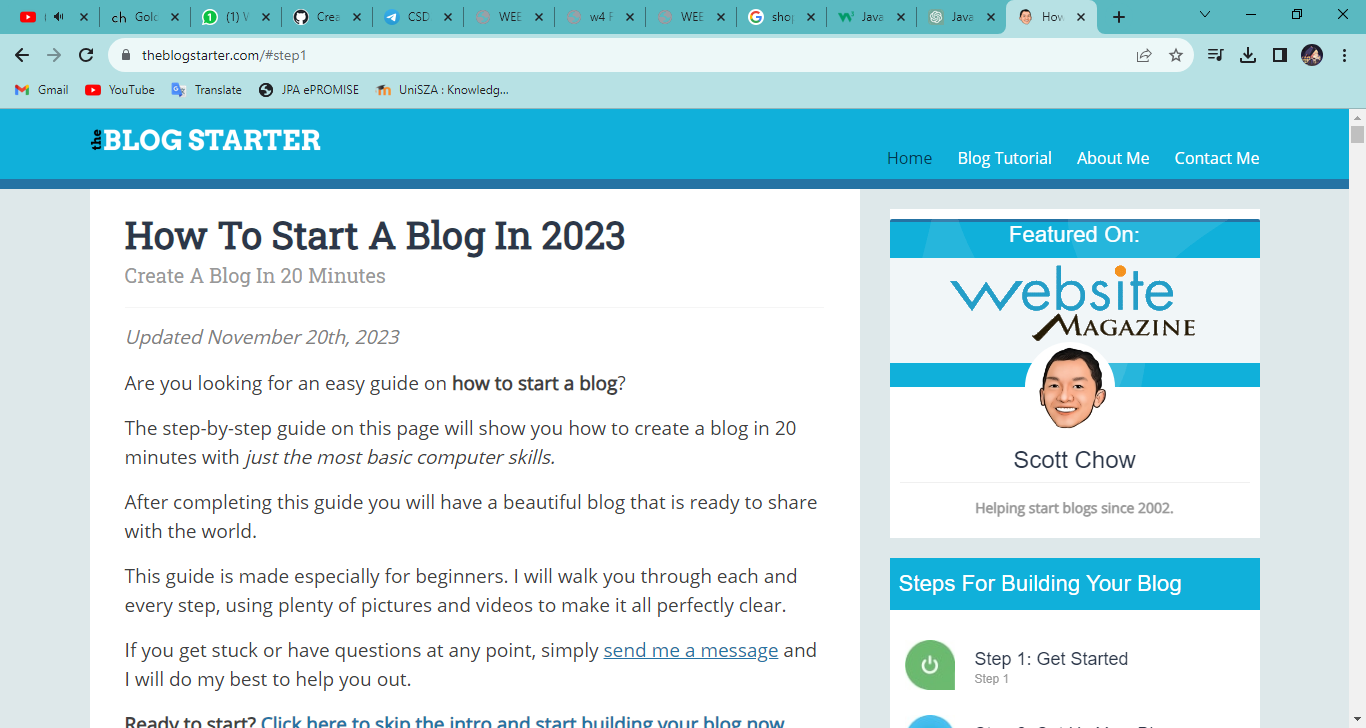 ch Golc
(1) V
Crea
CSD
WEE
w4 F
WEE
shop
Java
Java
How
theblogstarter.com/#step1
Gmail YouTube Translate JPA ePROMISE UniSZA : Knowledg...
the BLOG STARTER
Home Blog Tutorial About Me Contact Me
How To Start A Blog In 2023
Create A Blog In 20 Minutes
Updated November 20th, 2023
Are you looking for an easy guide on how to start a blog?
The step-by-step guide on this page will show you how to create a blog in 20
minutes with just the most basic computer skills.
After completing this guide you will have a beautiful blog that is ready to share
with the world.
This guide is made especially for beginners. I will walk you through each and
every step, using plenty of pictures and videos to make it all perfectly clear.
If you get stuck or have questions at any point, simply send me a message and
I will do my best to help you out.
Ready to start? Click here to skip the intro and start building your blog now
Featured On:
website
MAGAZINE
Scott Chow
Helping start blogs since 2002.
Steps For Building Your Blog
Step 1: Get Started
Step 1